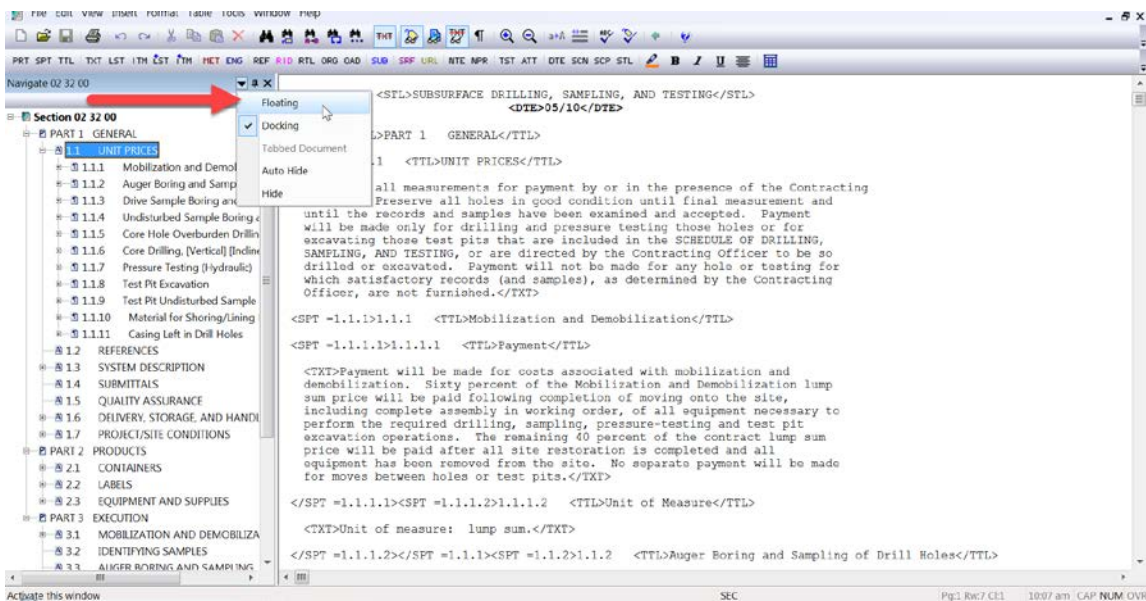 File Edit View Insert Format Table Tools Window Help
PRT SPT TTL TXT LST ITM LST ITM MET ENG REF RID RTL ORG OAD SUB SRF URL NTE NPR TST ATT DTE SCN SCP STL B I U
Navigate 02 32 00
Floating
Docking
Tabbed Document
Auto Hide
Hide
Section 02 32 00
PART 1 GENERAL
1.1 UNIT PRICES
1.1.1 Mobilization and Demol
1.1.2 Auger Boring and Samp
1.1.3 Drive Sample Boring an
1.1.4 Undisturbed Sample Boring a
1.1.5 Core Hole Overburden Drillin
1.1.6 Core Drilling, [Vertical] [Incline
1.1.7 Pressure Testing (Hydraulic)
1.1.8 Test Pit Excavation
1.1.9 Test Pit Undisturbed Sample
1.1.10 Material for Shoring/Lining
1.1.11 Casing Left in Drill Holes
1.2 REFERENCES
1.3 SYSTEM DESCRIPTION
1.4 SUBMITTALS
1.5 QUALITY ASSURANCE
1.6 DELIVERY, STORAGE, AND HANDL
1.7 PROJECT/SITE CONDITIONS
PART 2 PRODUCTS
2.1 CONTAINERS
2.2 LABELS
2.3 EQUIPMENT AND SUPPLIES
PART 3 EXECUTION
3.1 MOBILIZATION AND DEMOBILIZA
3.2 IDENTIFYING SAMPLES
3.3 AUGER BORING AND SAMPLING
<STL>SUBSURFACE DRILLING, SAMPLING, AND TESTING</STL>
<DTE>05/10</DTE>
>PART 1 GENERAL</TTL>
.1 <TTL>UNIT PRICES</TTL>
all measurements for payment by or in the presence of the Contracting
Preserve all holes in good condition until final measurement and
until the records and samples have been examined and accepted. Payment
will be made only for drilling and pressure testing those holes or for
excavating those test pits that are included in the SCHEDULE OF DRILLING,
SAMPLING, AND TESTING, or are directed by the Contracting Officer to be so
drilled or excavated. Payment will not be made for any hole or testing for
which satisfactory records (and samples), as determined by the Contracting
Officer, are not furnished.</TXT>
<SPT =1.1.1>1.1.1 <TTL>Mobilization and Demobilization</TTL>
<SPT =1.1.1.1>1.1.1.1 <TTL>Payment</TTL>
<TXT>Payment will be made for costs associated with mobilization and
demobilization. Sixty percent of the Mobilization and Demobilization lump
sum price will be paid following completion of moving onto the site,
including complete assembly in working order, of all equipment necessary to
perform the required drilling, sampling, pressure-testing and test pit
excavation operations. The remaining 40 percent of the contract lump sum
price will be paid after all site restoration is completed and all
equipment has been removed from the site. No separate payment will be made
for moves between holes or test pits.</TXT>
</SPT =1.1.1.1><SPT =1.1.1.2>1.1.1.2 <TTL>Unit of Measure</TTL>
<TXT>Unit of measure: lump sum.</TXT>
</SPT =1.1.1.2></SPT =1.1.1><SPT =1.1.2>1.1.2 <TTL>Auger Boring and Sampling of Drill Holes</TTL>
Activate this window SEC Pg:1 Rw:7 Cl:1 10:07 am CAP NUM OVR